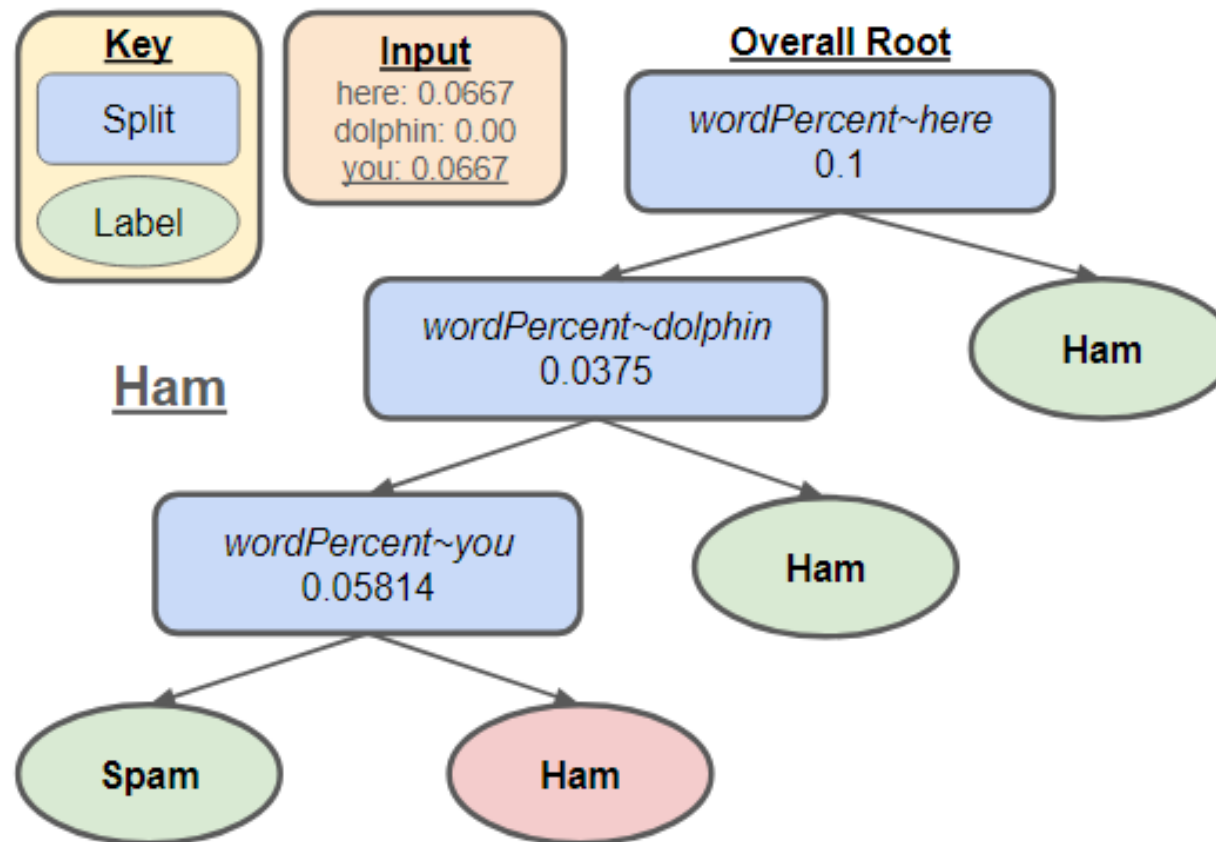 Key
Split
Label
Input
here: 0.0667
dolphin: 0.00
you: 0.0667
Overall Root
wordPercent~here
0.1
wordPercent~dolphin
0.0375
Ham
Ham
wordPercent~you
0.05814
Ham
Spam
Ham